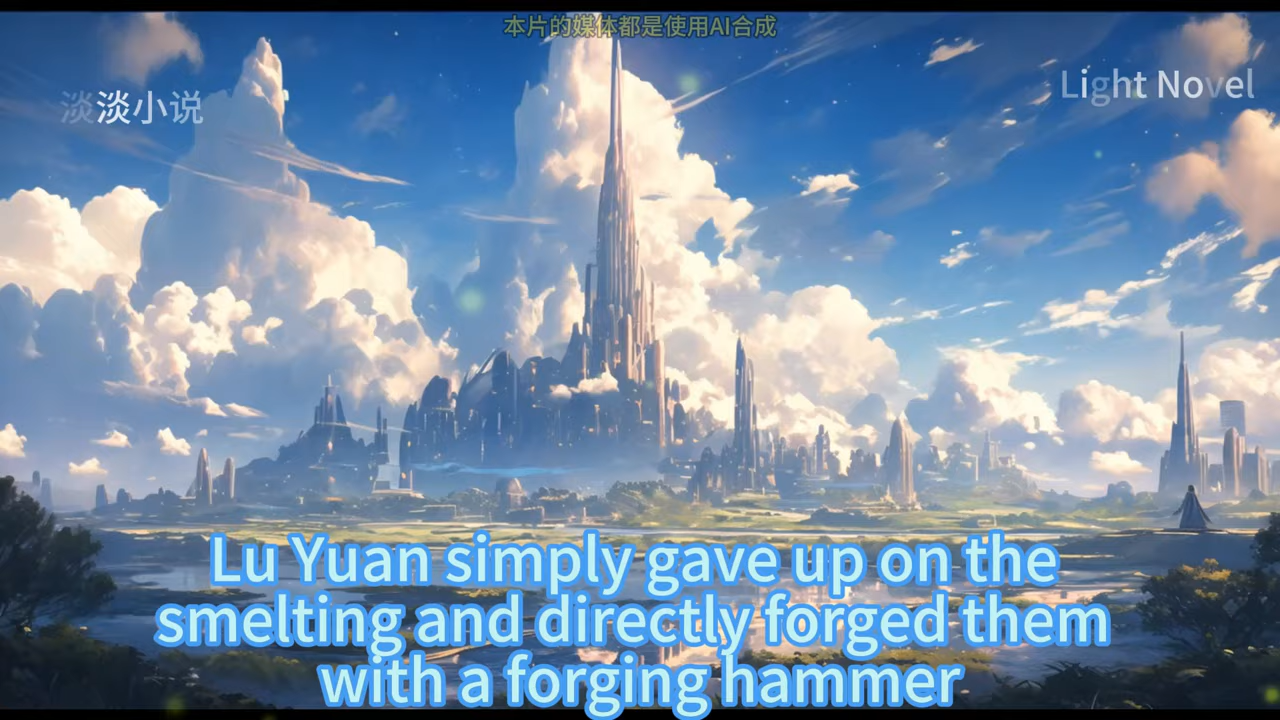 本片的媒体都是使用AI合成
淡淡小说
Light Novel
Lu Yuan simply gave up on the
smelting and directly forged them
with a forging hammer